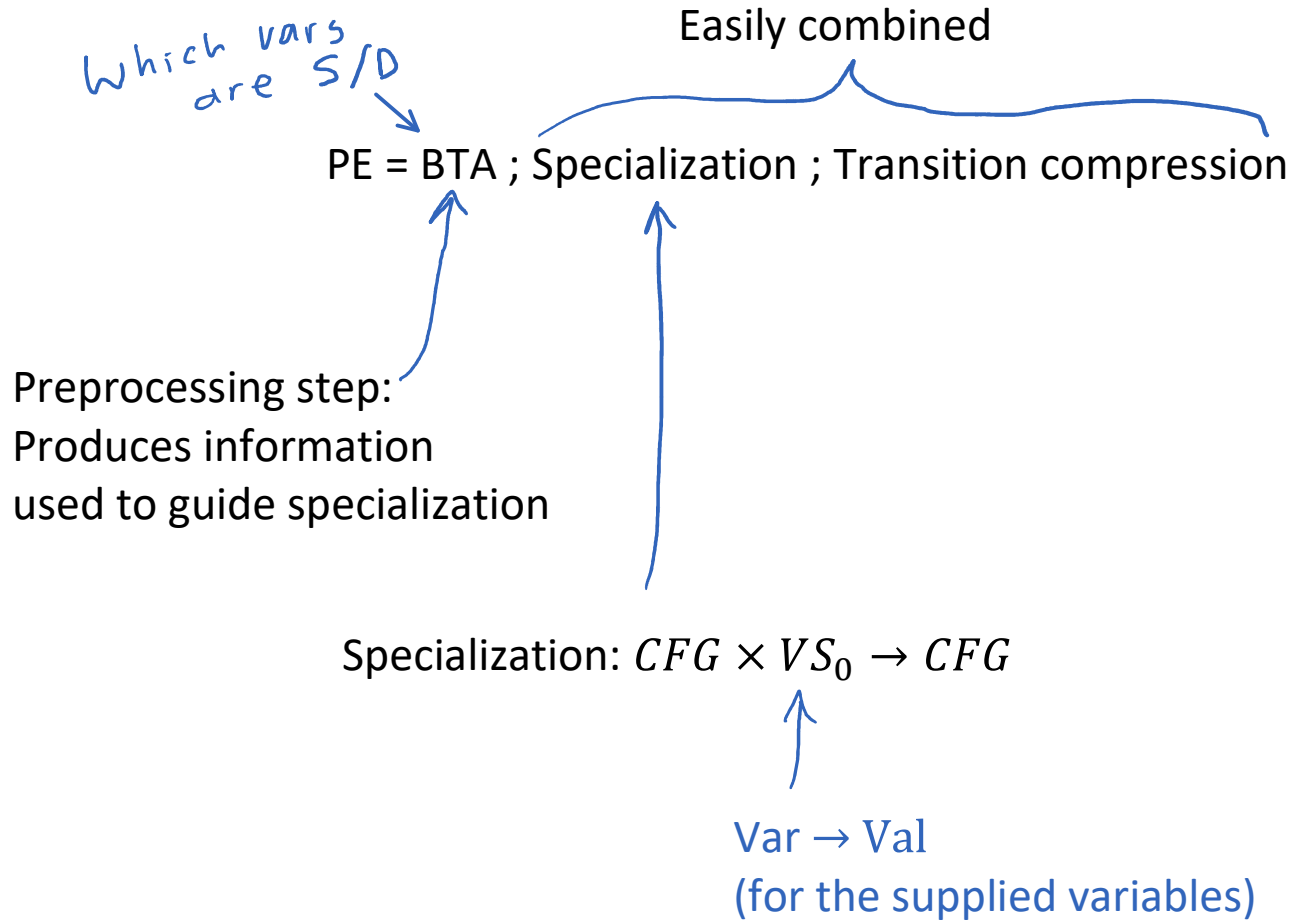 Easily combined
Which vars
are S/D
PE = BTA ; Specialization ; Transition compression
Preprocessing step:
Produces information
used to guide specialization
Specialization: 𝐶𝐹𝐺 × 𝑉𝑆₀ → 𝐶𝐹𝐺
Var → Val
(for the supplied variables)